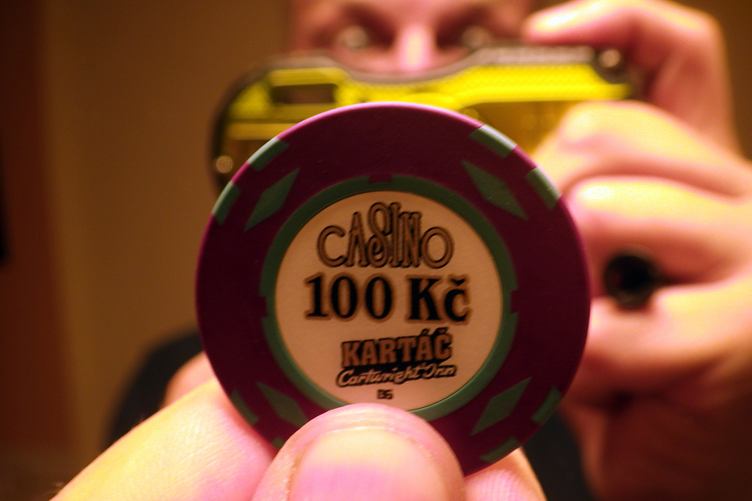 CASINO
100 Kč
KARTÁČ
Cartwright Inn